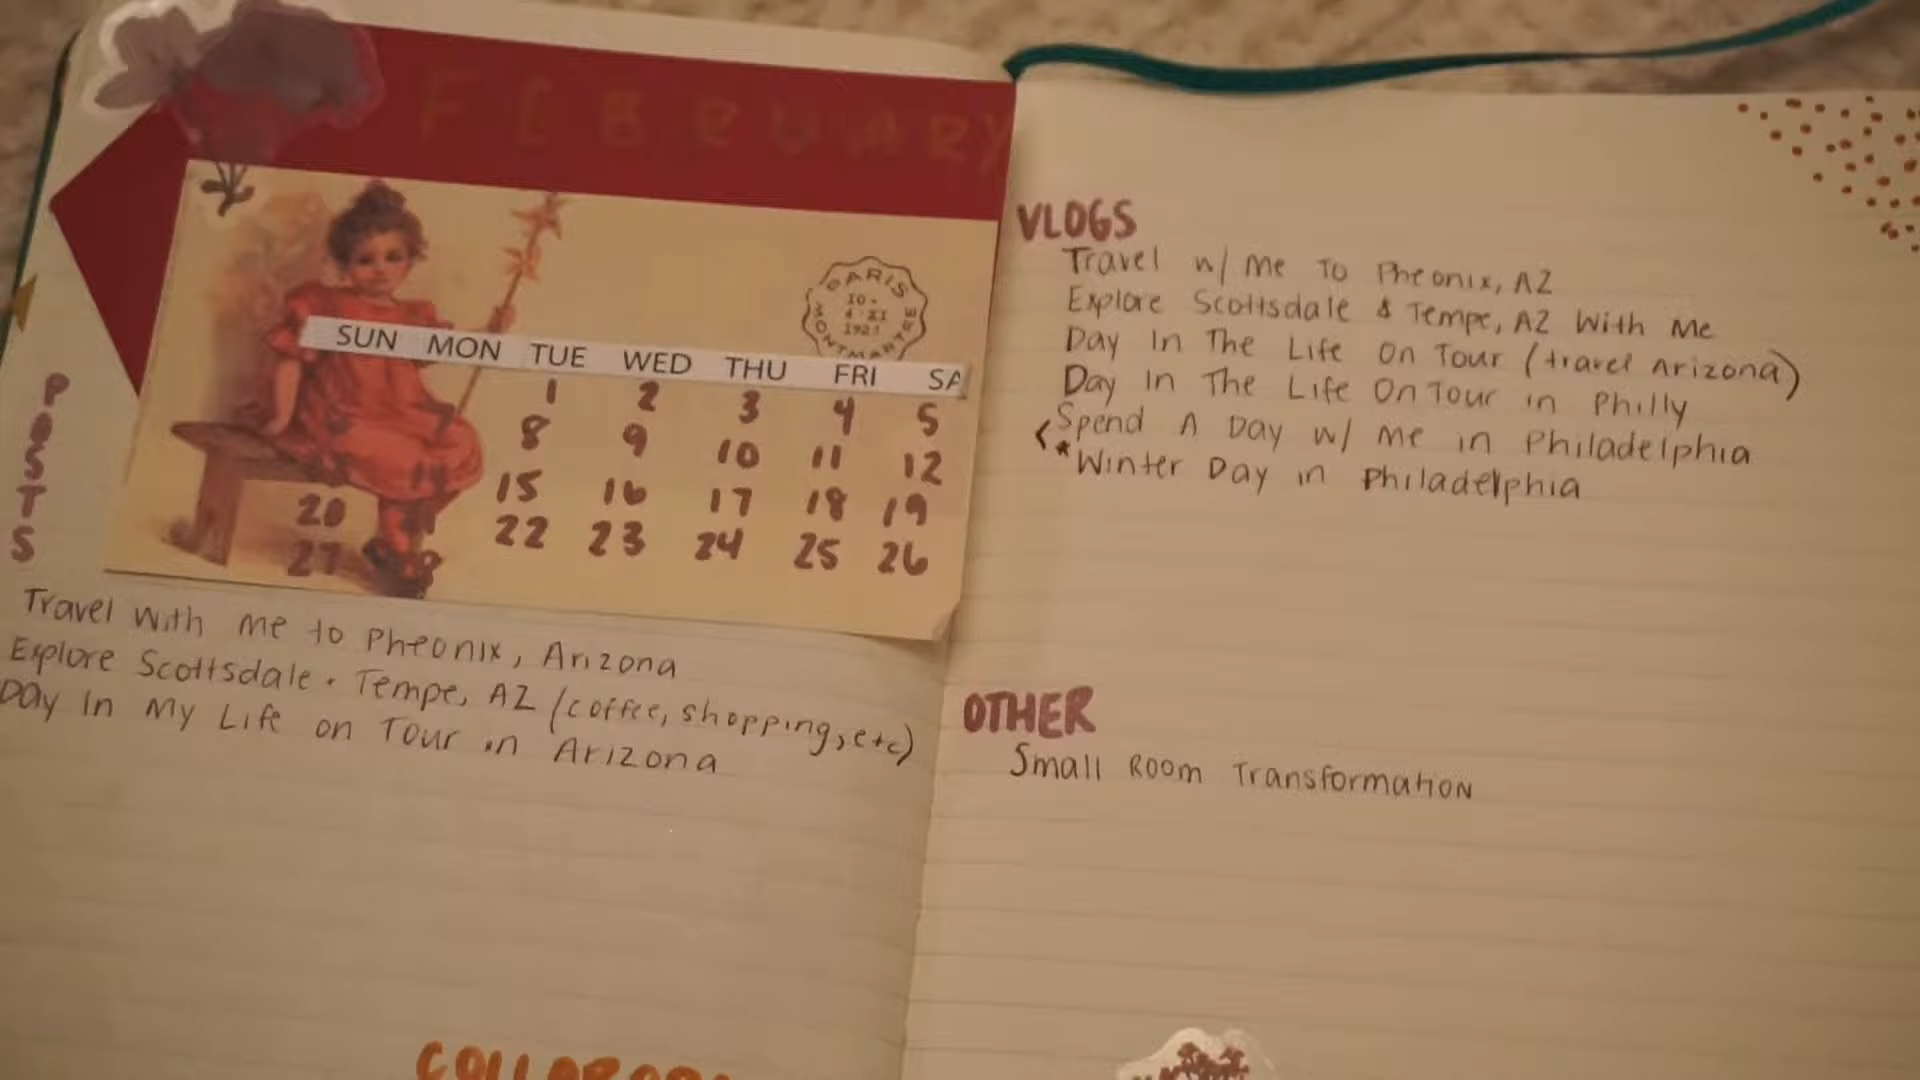 FEBRUARY
PARIS
10 -
4 XI
192
MONTMARTRE
SUN MON TUE WED THU FRI SA
1 2 3 4 5
8 9 10 11 12
15 16 17 18 19
20 22 23 24 25 26
27
POSTS
Travel with me to Pheonix, Arizona
Explore Scottsdale • Tempe, AZ (coffee, shopping, etc)
Day In My Life on Tour in Arizona
VLOGS
Travel w/ Me To Pheonix, AZ
Explore Scottsdale & Tempe, AZ With Me
Day In The Life On Tour (travel Arizona)
Day In The Life On Tour in Philly
Spend A Day w/ Me in Philadelphia
*Winter Day in Philadelphia
OTHER
Small Room Transformation